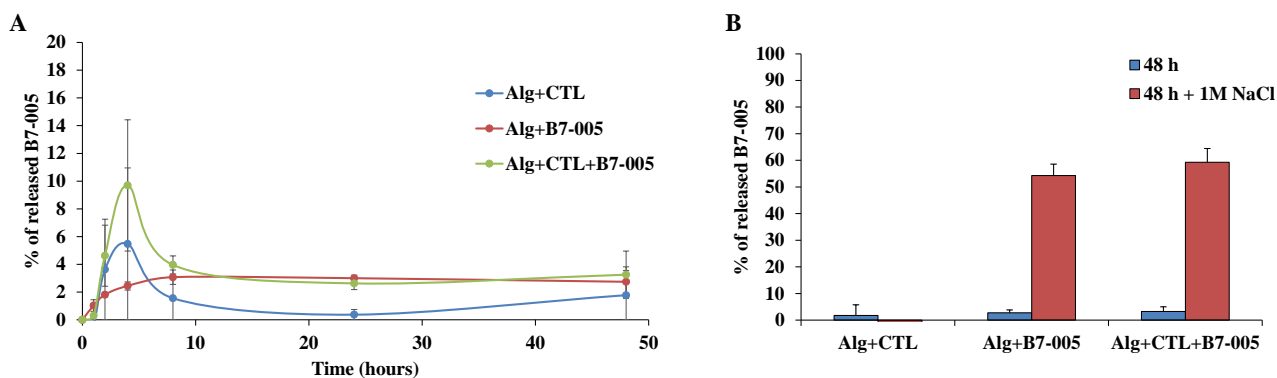 A
% of released B7-005
20
18
16
14
12
10
8
6
4
2
0
0 10 20 30 40 50
Time (hours)
Alg+CTL
Alg+B7-005
Alg+CTL+B7-005
B
% of released B7-005
100
90
80
70
60
50
40
30
20
10
0
Alg+CTL Alg+B7-005 Alg+CTL+B7-005
48 h
48 h + 1M NaCl